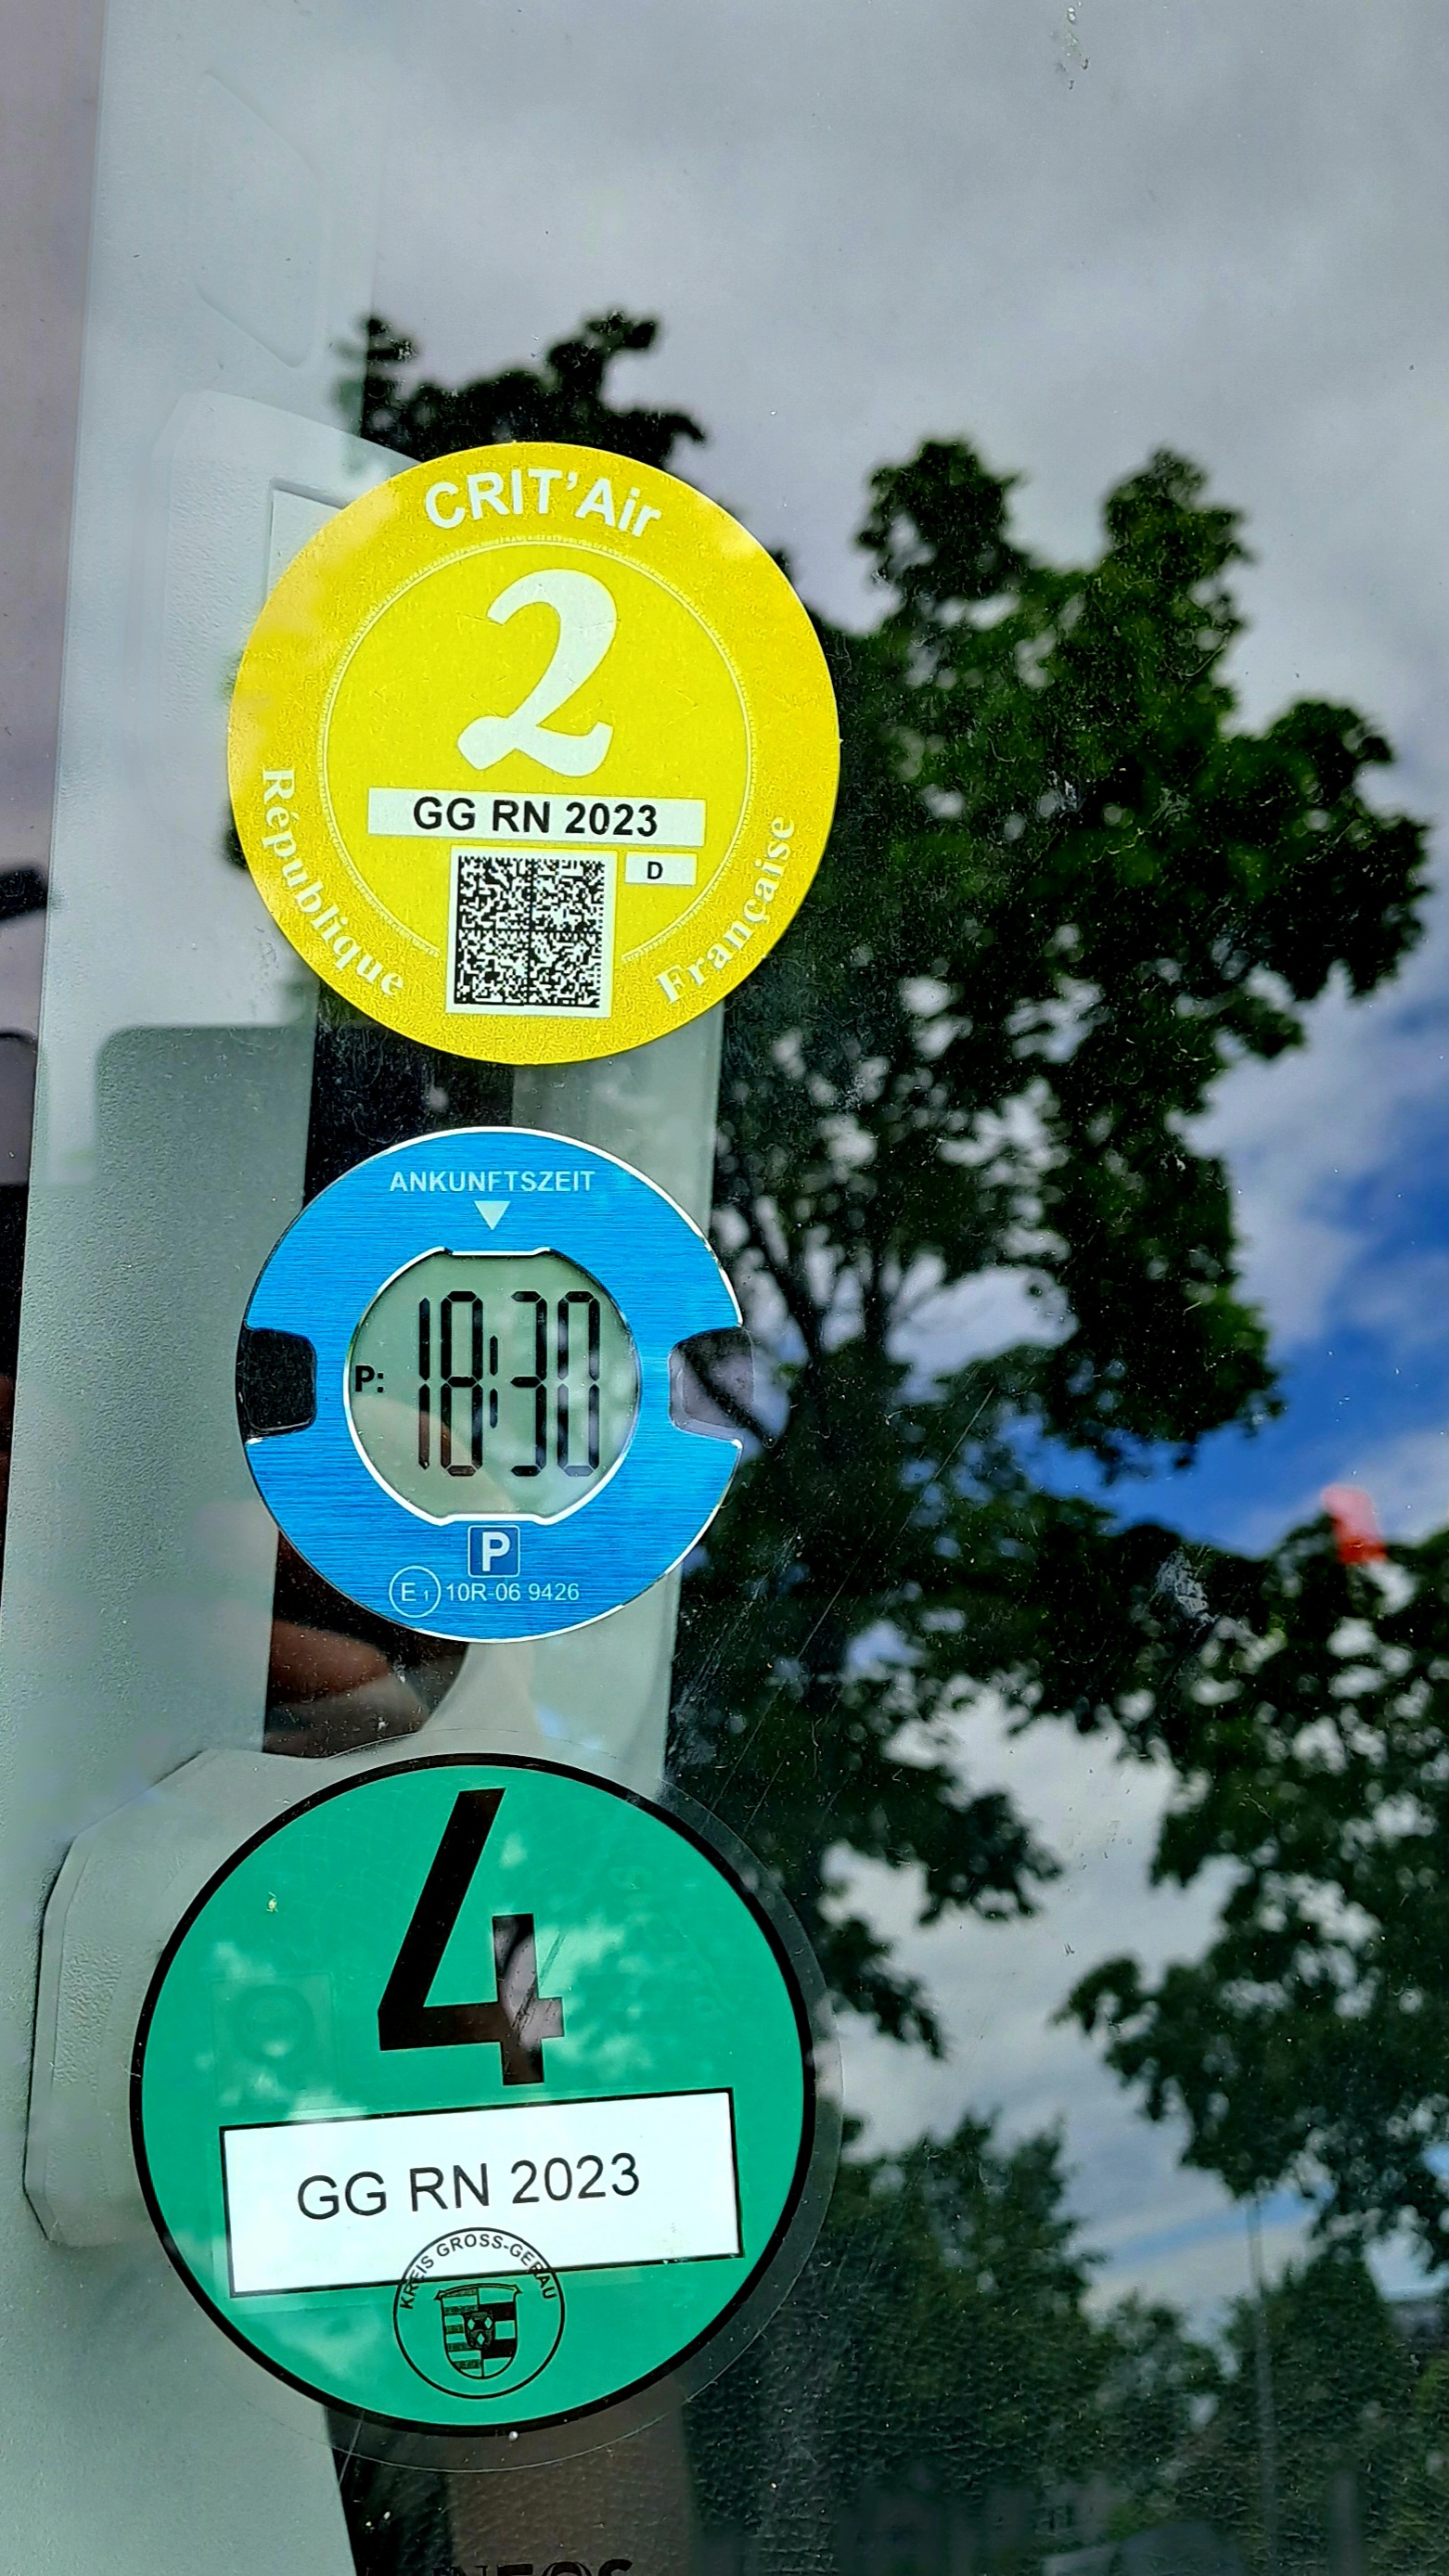 CRIT'Air
2
GG RN 2023
D
République Française
ANKUNFTSZEIT
P: 18:30
P
E1 10R-06 9426
4
GG RN 2023
KREIS GROSS-GERAU